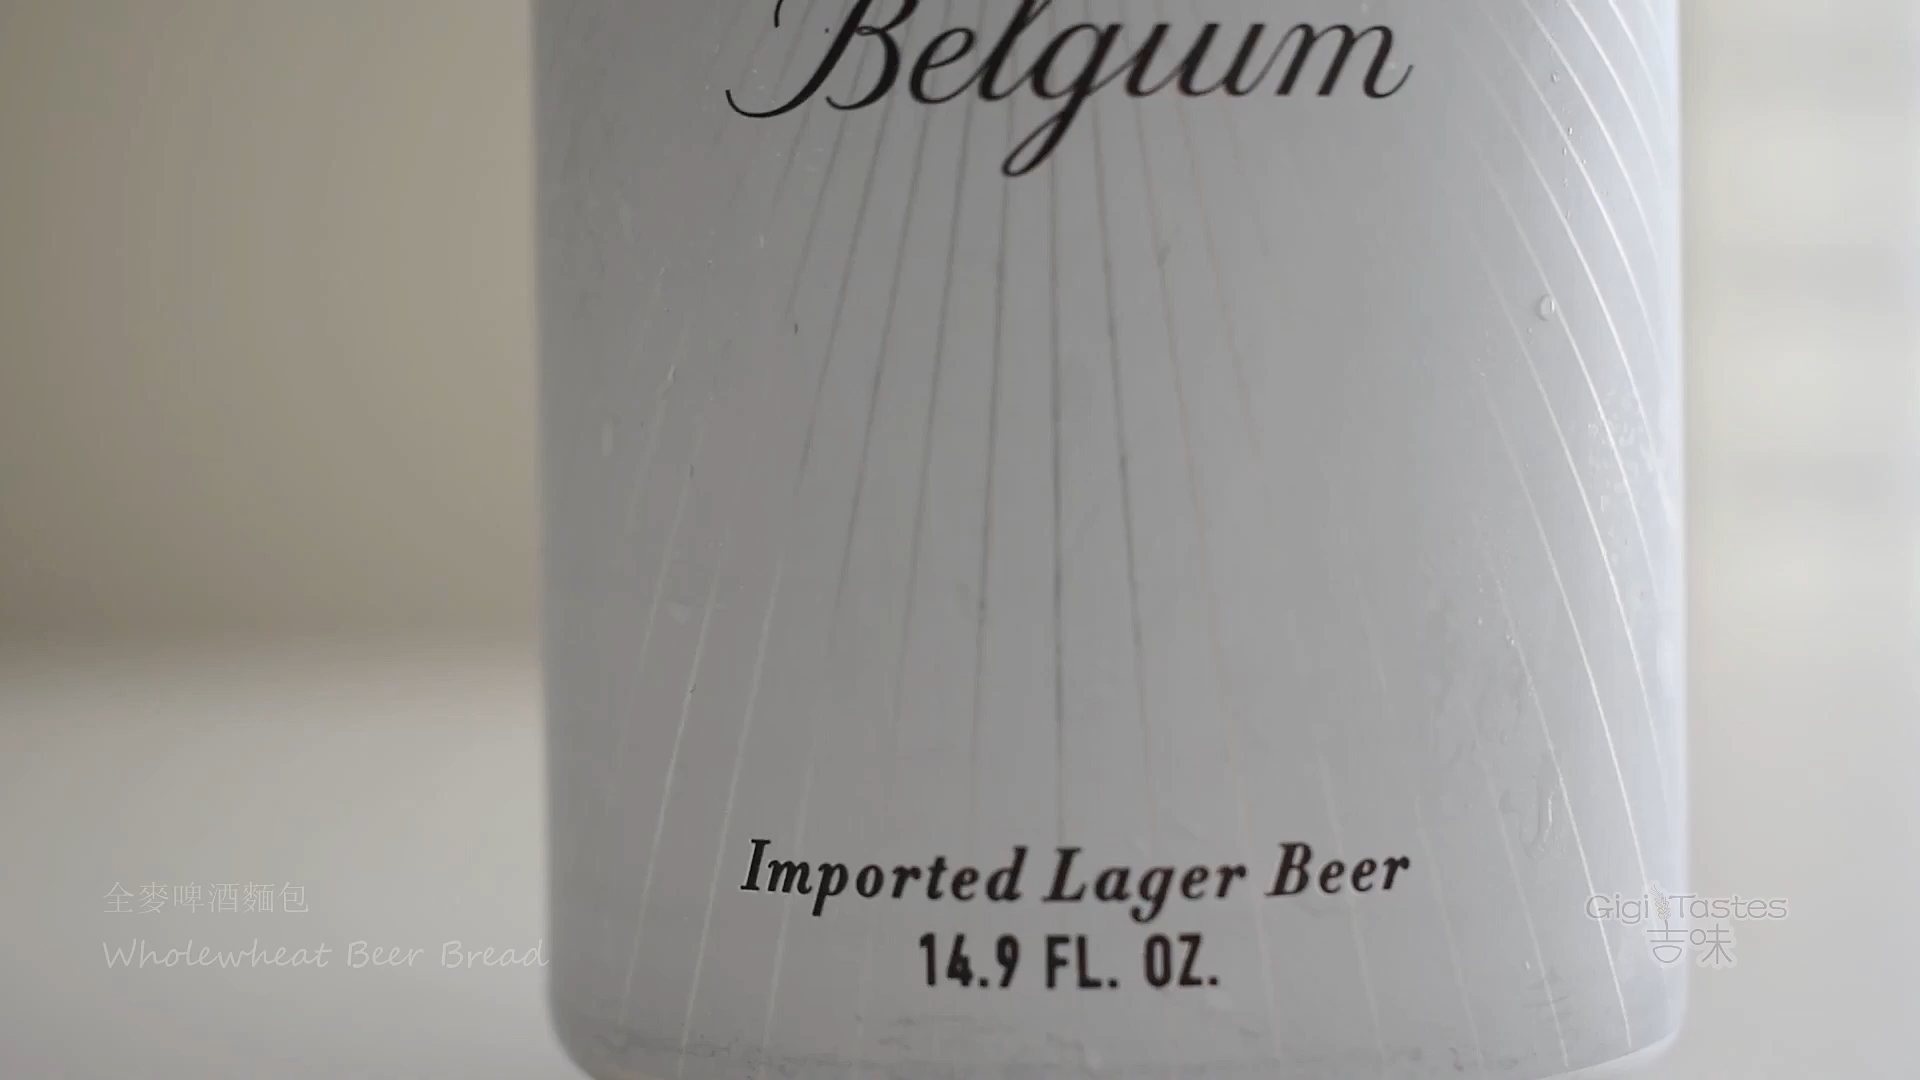 Belgium
Imported Lager Beer
14.9 FL. OZ.
全麥啤酒麵包
Wholewheat Beer Bread
Gigi Tastes
吉味